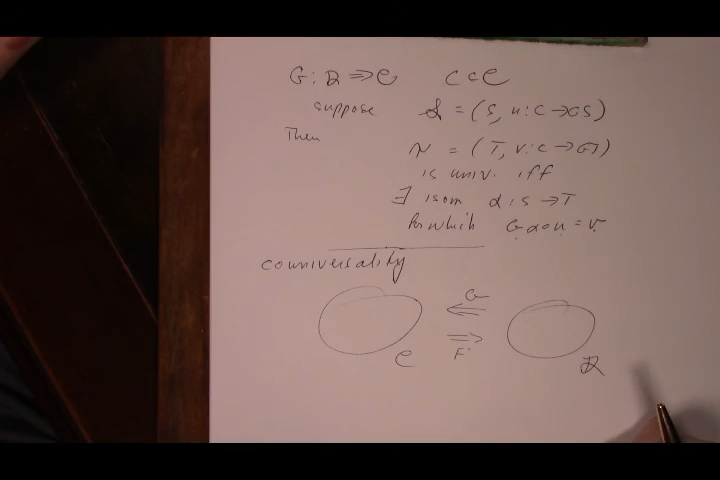 G : D ⇒ C   C ∈ C
suppose   S = (S, u : C → GS)
Then
N = (T, v : C → GT)
is univ. iff
∃ isom α : S → T
for which Gα ∘ u = v.
couniversality
G
⇐
⇒
F
C
D